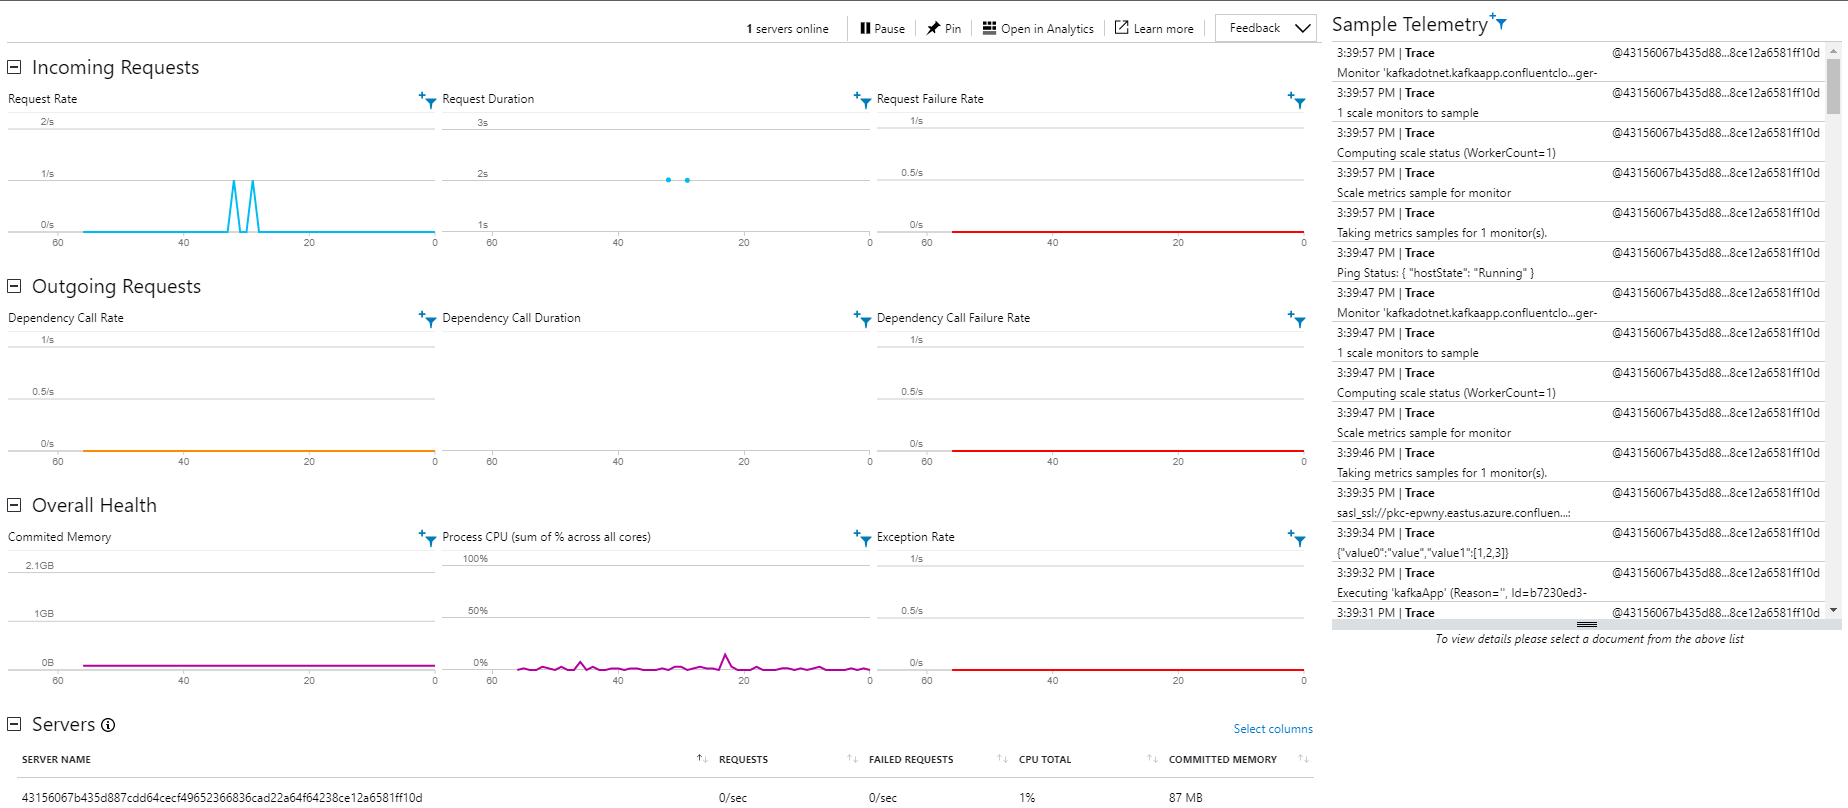 1 servers online
Pause
Pin
Open in Analytics
Learn more
Feedback
Incoming Requests
Request Rate
2/s
1/s
0/s
60 40 20 0
Request Duration
3s
2s
1s
60 40 20 0
Request Failure Rate
1/s
0.5/s
0/s
60 40 20 0
Outgoing Requests
Dependency Call Rate
1/s
0.5/s
0/s
60 40 20 0
Dependency Call Duration
60 40 20 0
Dependency Call Failure Rate
1/s
0.5/s
0/s
60 40 20 0
Overall Health
Commited Memory
2.1GB
1GB
0B
60 40 20 0
Process CPU (sum of % across all cores)
100%
50%
0%
60 40 20 0
Exception Rate
1/s
0.5/s
0/s
60 40 20 0
Servers
Select columns
SERVER NAME REQUESTS FAILED REQUESTS CPU TOTAL COMMITTED MEMORY
43156067b435d887cdd64cecf49652366836cad22a64f64238ce12a6581ff10d 0/sec 0/sec 1% 87 MB
Sample Telemetry
3:39:57 PM | Trace @43156067b435d88...8ce12a6581ff10d
Monitor 'kafkadotnet.kafkaapp.confluentclo...ger-
3:39:57 PM | Trace @43156067b435d88...8ce12a6581ff10d
1 scale monitors to sample
3:39:57 PM | Trace @43156067b435d88...8ce12a6581ff10d
Computing scale status (WorkerCount=1)
3:39:57 PM | Trace @43156067b435d88...8ce12a6581ff10d
Scale metrics sample for monitor
3:39:57 PM | Trace @43156067b435d88...8ce12a6581ff10d
Taking metrics samples for 1 monitor(s).
3:39:47 PM | Trace @43156067b435d88...8ce12a6581ff10d
Ping Status: { "hostState": "Running" }
3:39:47 PM | Trace @43156067b435d88...8ce12a6581ff10d
Monitor 'kafkadotnet.kafkaapp.confluentclo...ger-
3:39:47 PM | Trace @43156067b435d88...8ce12a6581ff10d
1 scale monitors to sample
3:39:47 PM | Trace @43156067b435d88...8ce12a6581ff10d
Computing scale status (WorkerCount=1)
3:39:47 PM | Trace @43156067b435d88...8ce12a6581ff10d
Scale metrics sample for monitor
3:39:46 PM | Trace @43156067b435d88...8ce12a6581ff10d
Taking metrics samples for 1 monitor(s).
3:39:35 PM | Trace @43156067b435d88...8ce12a6581ff10d
sasl_ssl://pkc-epwny.eastus.azure.confluen...:
3:39:34 PM | Trace @43156067b435d88...8ce12a6581ff10d
{"value0":"value","value1":[1,2,3]}
3:39:32 PM | Trace @43156067b435d88...8ce12a6581ff10d
Executing 'kafkaApp' (Reason='', Id=b7230ed3-
3:39:31 PM | Trace @43156067b435d88...8ce12a6581ff10d
To view details please select a document from the above list